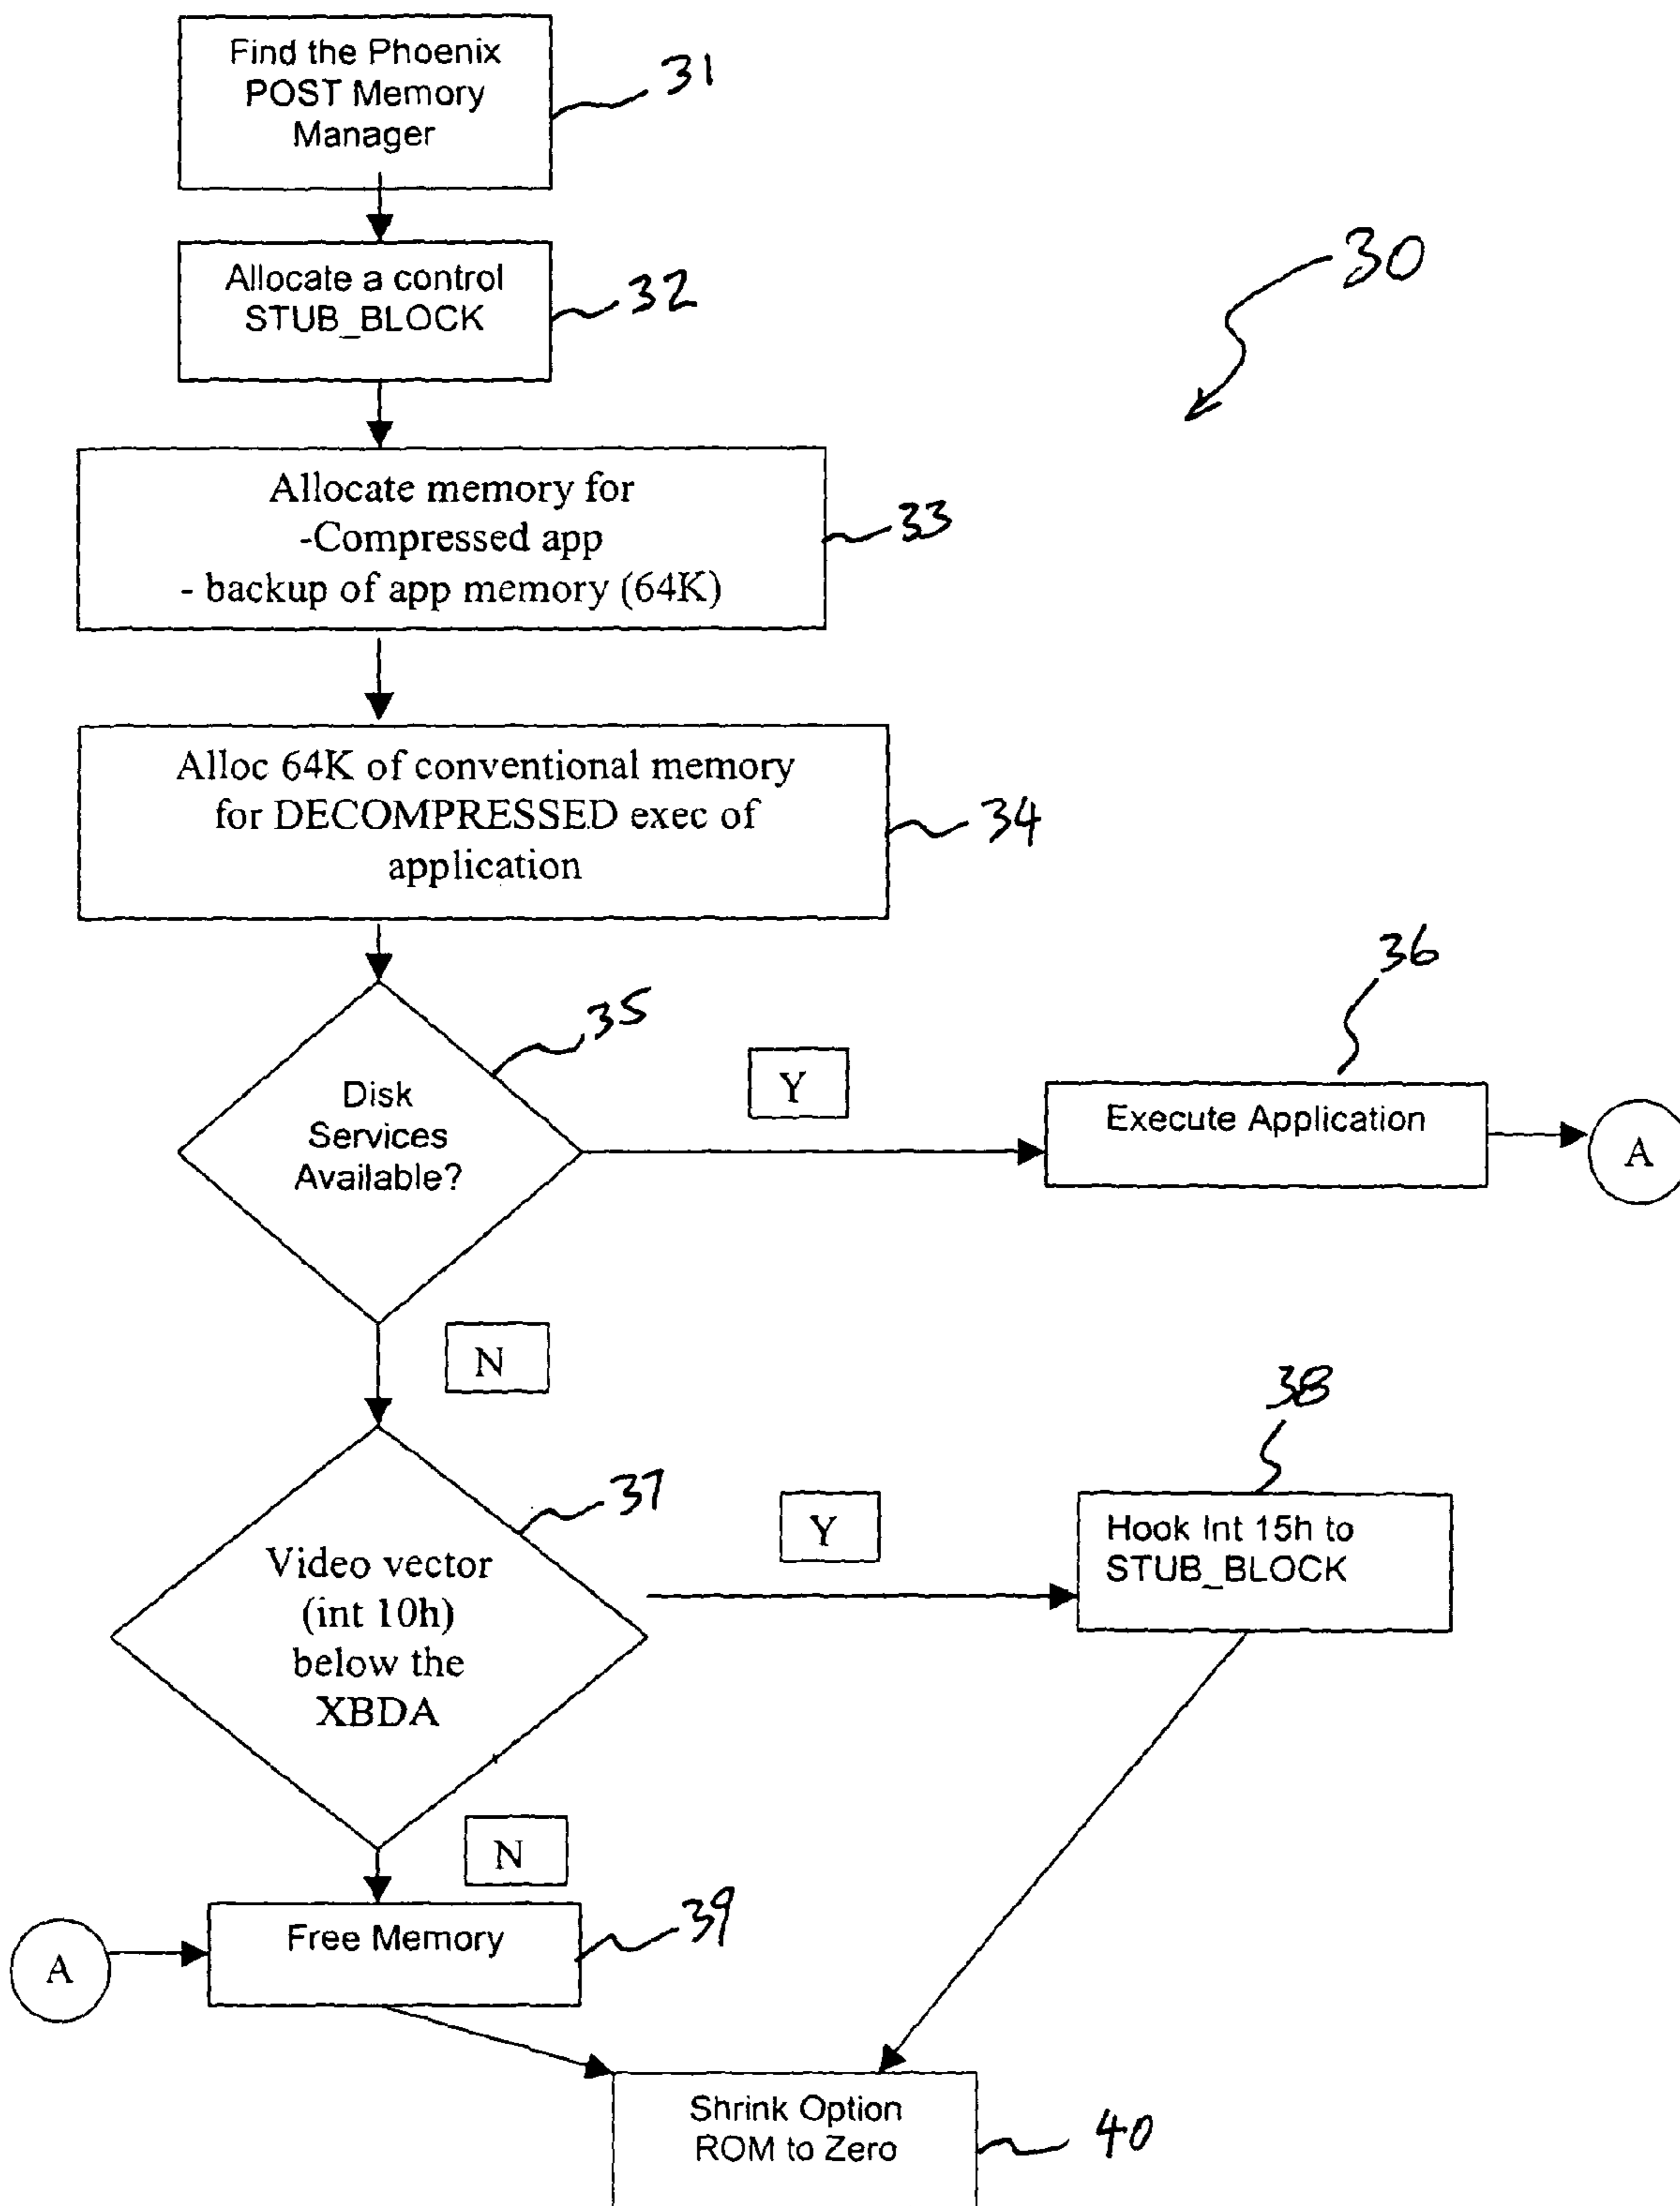 Find the Phoenix
POST Memory
Manager
31
Allocate a control
STUB_BLOCK
32
30
Allocate memory for
-Compressed app
- backup of app memory (64K)
33
Alloc 64K of conventional memory
for DECOMPRESSED exec of
application
34
Disk
Services
Available?
35
Y
36
Execute Application
A
N
Video vector
(int 10h)
below the
XBDA
37
Y
38
Hook Int 15h to
STUB_BLOCK
N
A
Free Memory
39
Shrink Option
ROM to Zero
40